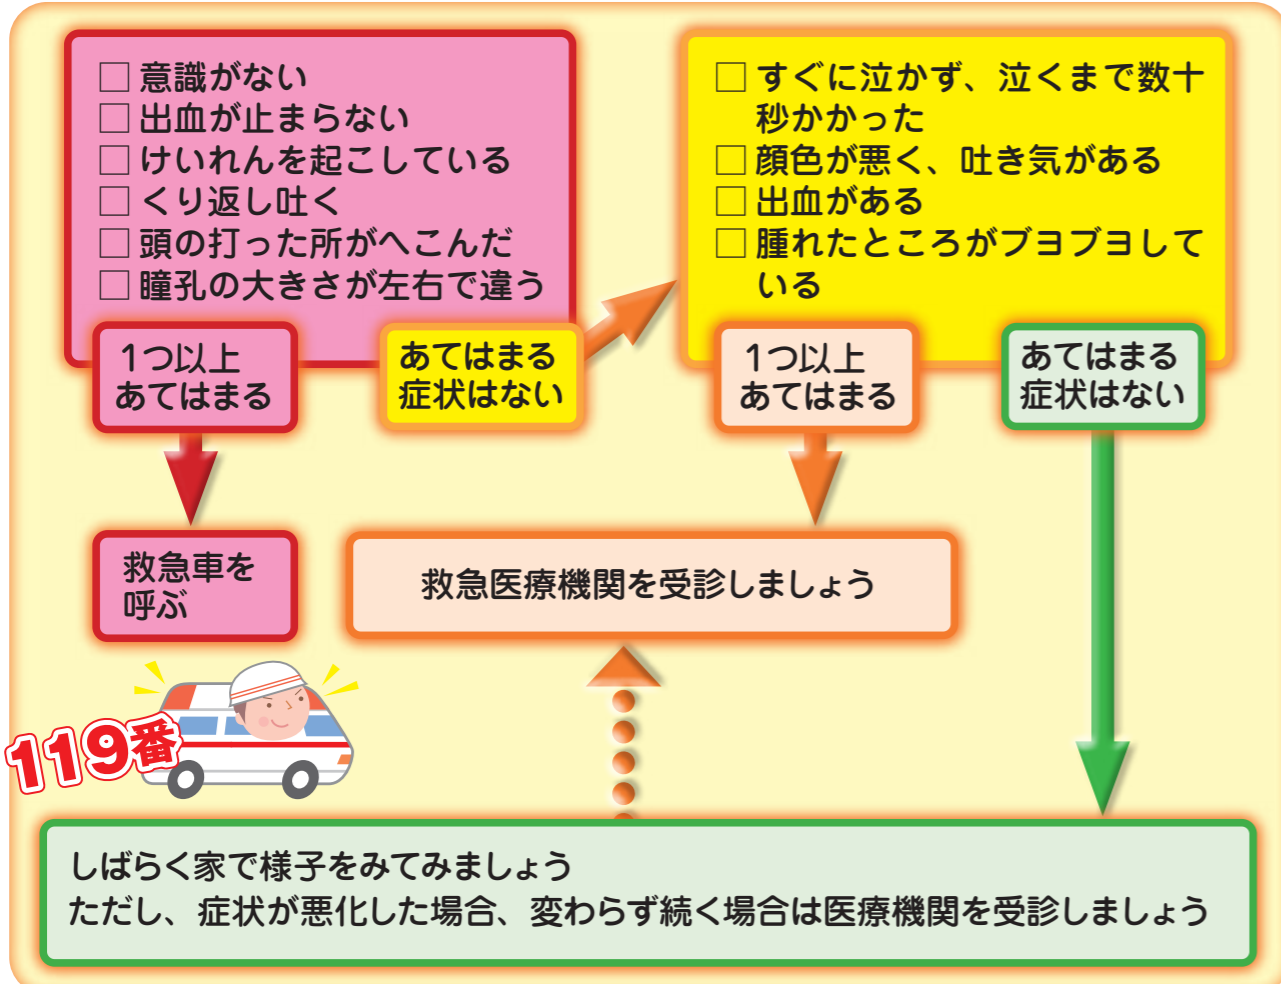 □ 意識がない
□ 出血が止まらない
□ けいれんを起こしている
□ くり返し吐く
□ 頭の打った所がへこんだ
□ 瞳孔の大きさが左右で違う
1つ以上
あてはまる
あてはまる
症状はない
□ すぐに泣かず、泣くまで数十
秒かかった
□ 顔色が悪く、吐き気がある
□ 出血がある
□ 腫れたところがブヨブヨして
いる
1つ以上
あてはまる
あてはまる
症状はない
救急車を
呼ぶ
救急医療機関を受診しましょう
119番
しばらく家で様子をみてみましょう
ただし、症状が悪化した場合、変わらず続く場合は医療機関を受診しましょう